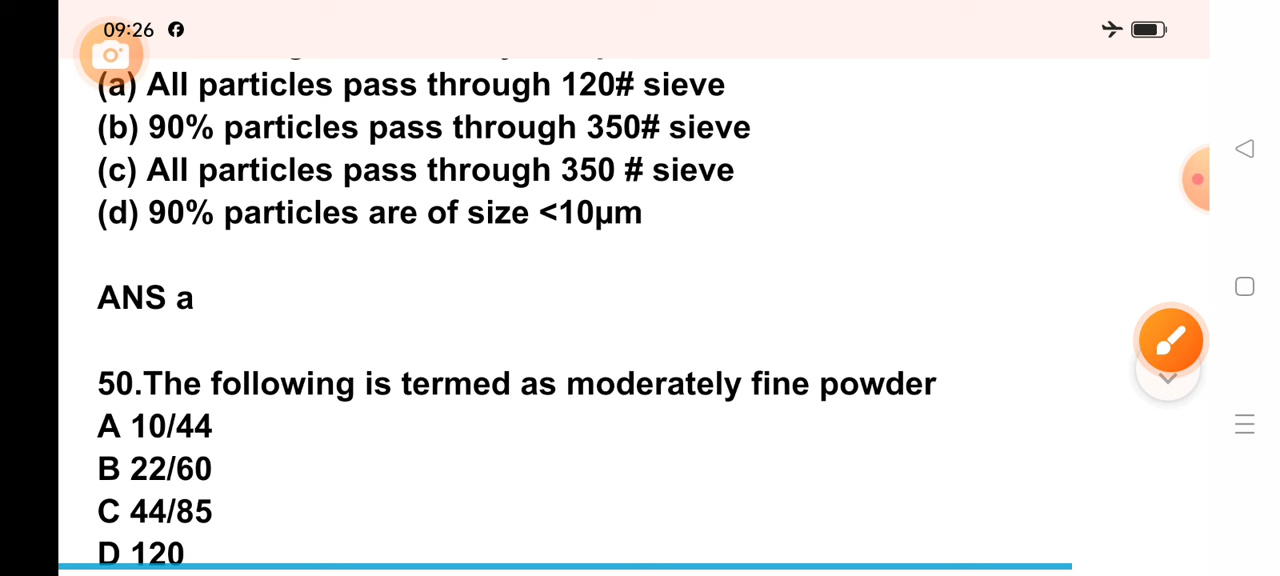 09:26
(a) All particles pass through 120# sieve
(b) 90% particles pass through 350# sieve
(c) All particles pass through 350 # sieve
(d) 90% particles are of size <10µm
ANS a
50.The following is termed as moderately fine powder
A 10/44
B 22/60
C 44/85
D 120